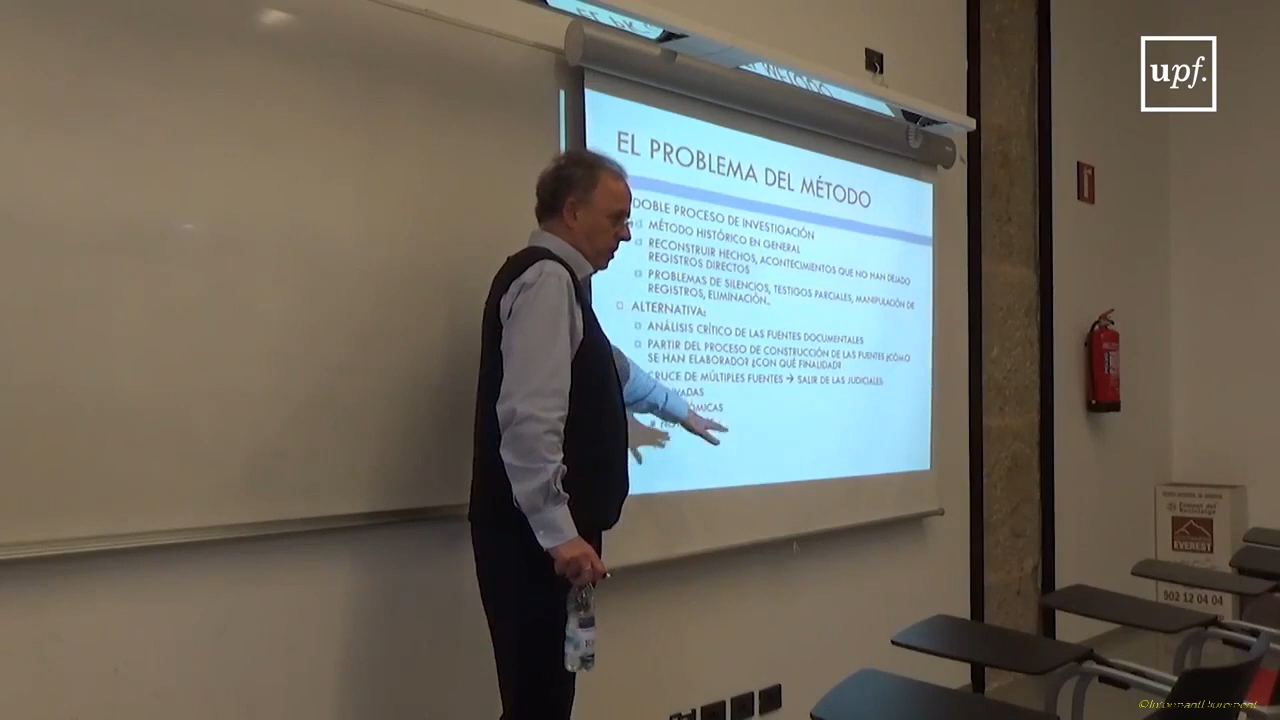 upf.
EL PROBLEMA DEL MÉTODO
DOBLE PROCESO DE INVESTIGACIÓN
MÉTODO HISTÓRICO EN GENERAL
RECONSTRUIR HECHOS, ACONTECIMIENTOS QUE NO HAN DEJADO
REGISTROS DIRECTOS
PROBLEMAS DE SILENCIOS, TESTIGOS PARCIALES, MANIPULACIÓN DE
REGISTROS, ELIMINACIÓN...
ALTERNATIVA:
ANÁLISIS CRÍTICO DE LAS FUENTES DOCUMENTALES
PARTIR DEL PROCESO DE CONSTRUCCIÓN DE LAS FUENTES ¿CÓMO
SE HAN ELABORADO? ¿CON QUÉ FINALIDAD?
CRUCE DE MÚLTIPLES FUENTES → SALIR DE LAS JUDICIALES
EVEREST
902 12 04 04